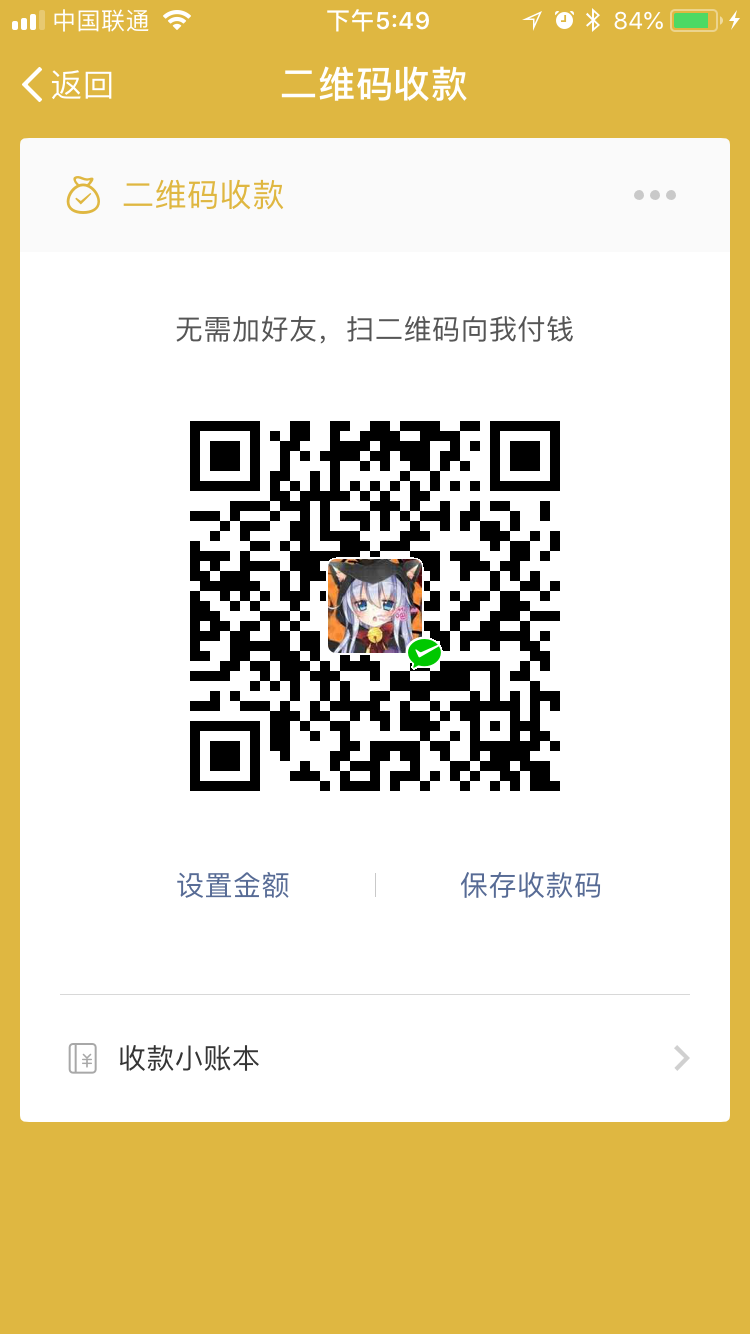 中国联通
下午5:49
84%
返回
二维码收款
二维码收款
无需加好友，扫二维码向我付钱
设置金额
保存收款码
收款小账本